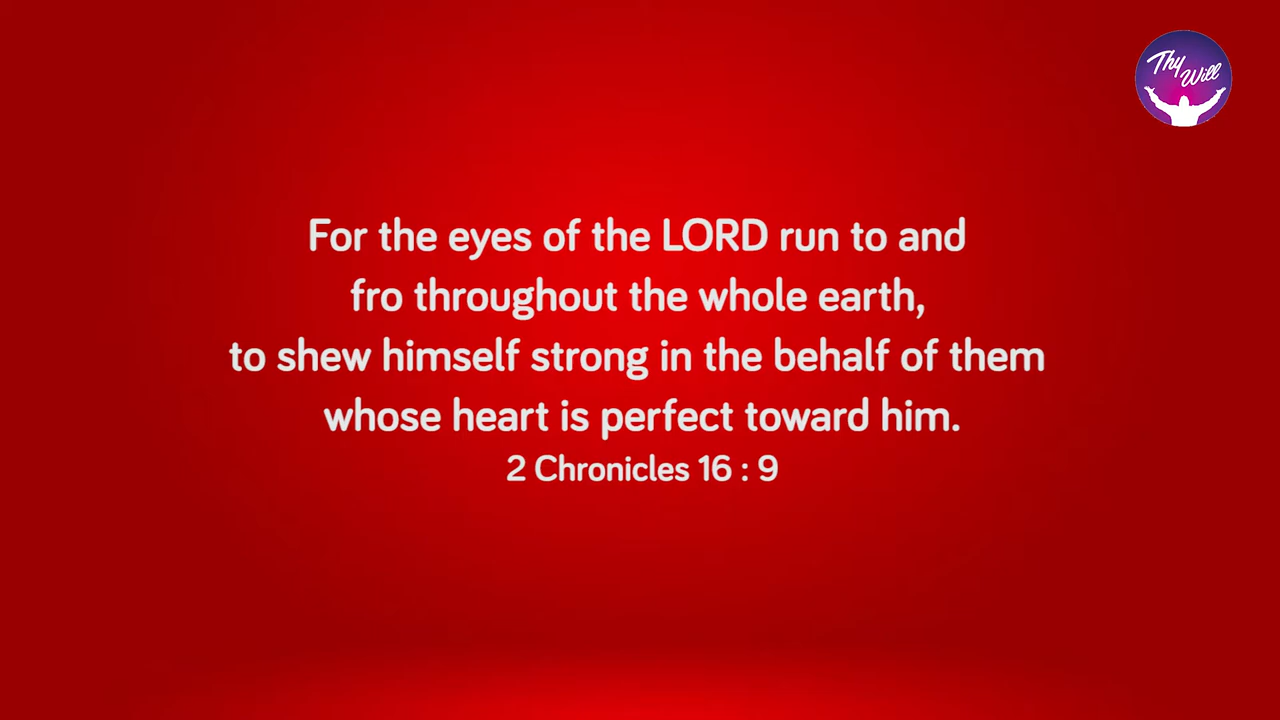 Thy
Will
For the eyes of the LORD run to and
fro throughout the whole earth,
to shew himself strong in the behalf of them
whose heart is perfect toward him.
2 Chronicles 16 : 9